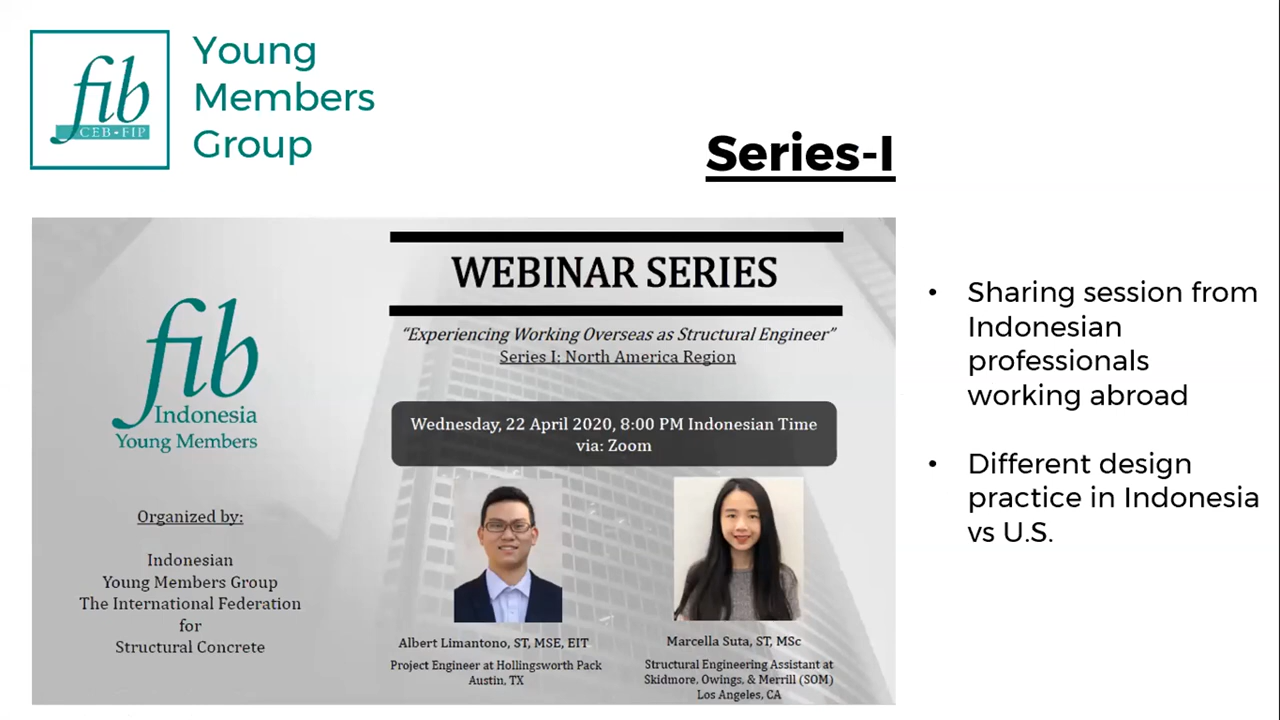 fib
CEB-FIP
Young
Members
Group
Series-I
WEBINAR SERIES
“Experiencing Working Overseas as Structural Engineer”
Series I: North America Region
Wednesday, 22 April 2020, 8:00 PM Indonesian Time
via: Zoom
fib
Indonesia
Young Members
Organized by:
Indonesian
Young Members Group
The International Federation
for
Structural Concrete
Albert Limantono, ST, MSE, EIT
Project Engineer at Hollingsworth Pack
Austin, TX
Marcella Suta, ST, MSc
Structural Engineering Assistant at
Skidmore, Owings, & Merrill (SOM)
Los Angeles, CA
• Sharing session from
Indonesian
professionals
working abroad
• Different design
practice in Indonesia
vs U.S.